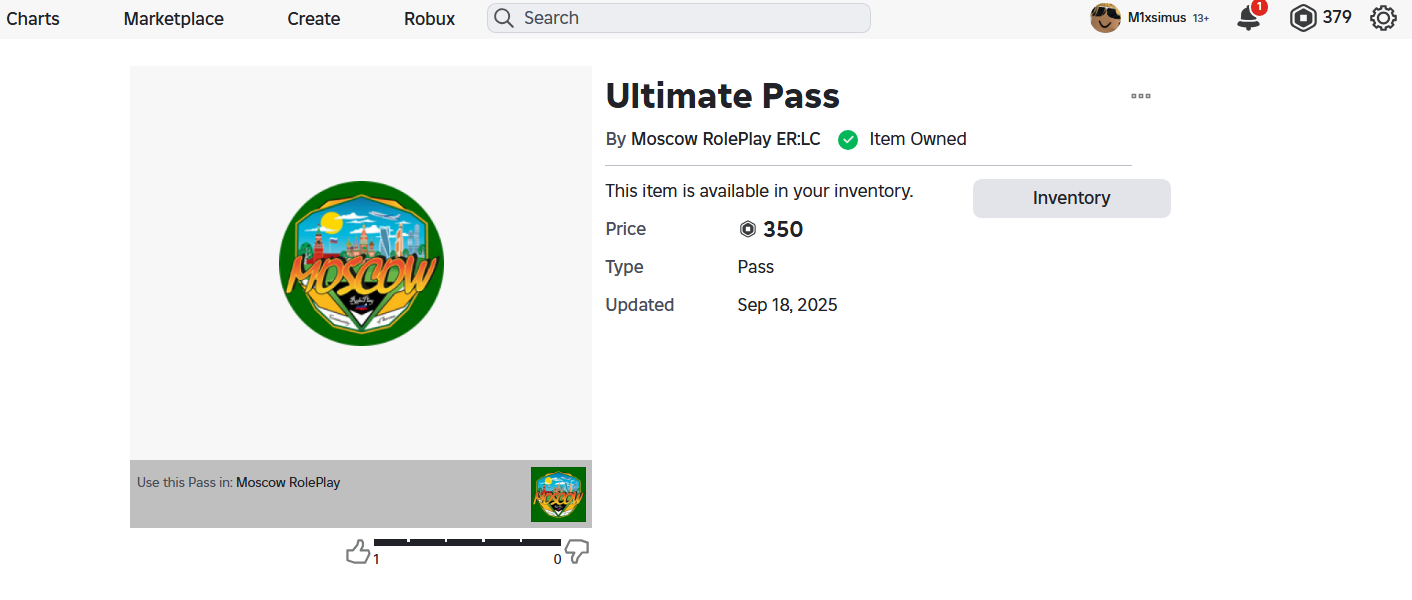 Charts Marketplace Create Robux Search M1xsimus 13+ 1 379
Ultimate Pass
By Moscow RolePlay ER:LC Item Owned
This item is available in your inventory. Inventory
Price 350
Type Pass
Updated Sep 18, 2025
MOSCOW
RolePlay
Use this Pass in: Moscow RolePlay
MOSCOW
1 0